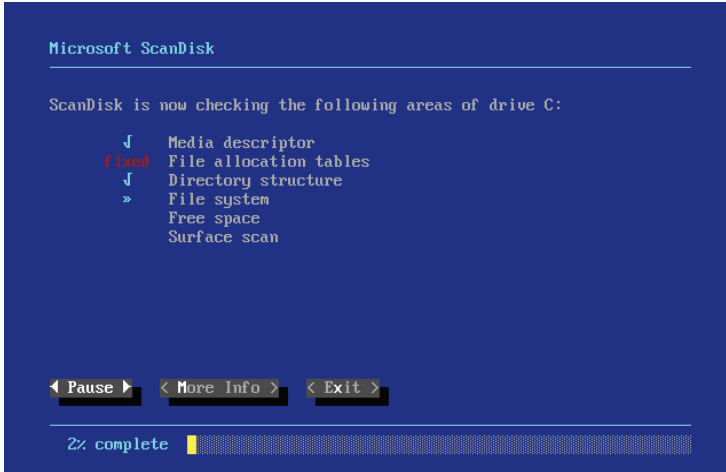 Microsoft ScanDisk
ScanDisk is now checking the following areas of drive C:
√ Media descriptor
fixed File allocation tables
√ Directory structure
» File system
Free space
Surface scan
◄ Pause ► < More Info > < Exit >
2% complete